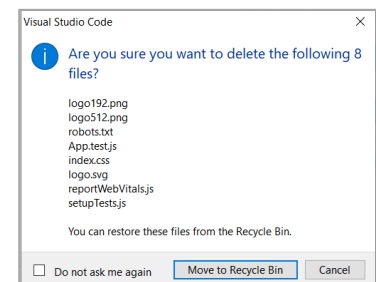 Visual Studio Code
Are you sure you want to delete the following 8
files?
logo192.png
logo512.png
robots.txt
App.test.js
index.css
logo.svg
reportWebVitals.js
setupTests.js
You can restore these files from the Recycle Bin.
Do not ask me again Move to Recycle Bin Cancel